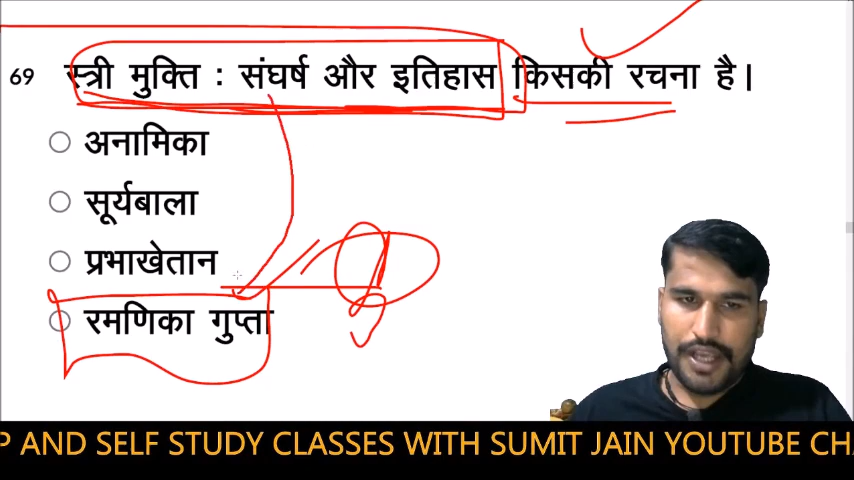 69 स्त्री मुक्ति : संघर्ष और इतिहास किसकी रचना है।
अनामिका
सूर्यबाला
प्रभाखेतान
रमणिका गुप्ता
P AND SELF STUDY CLASSES WITH SUMIT JAIN YOUTUBE CH